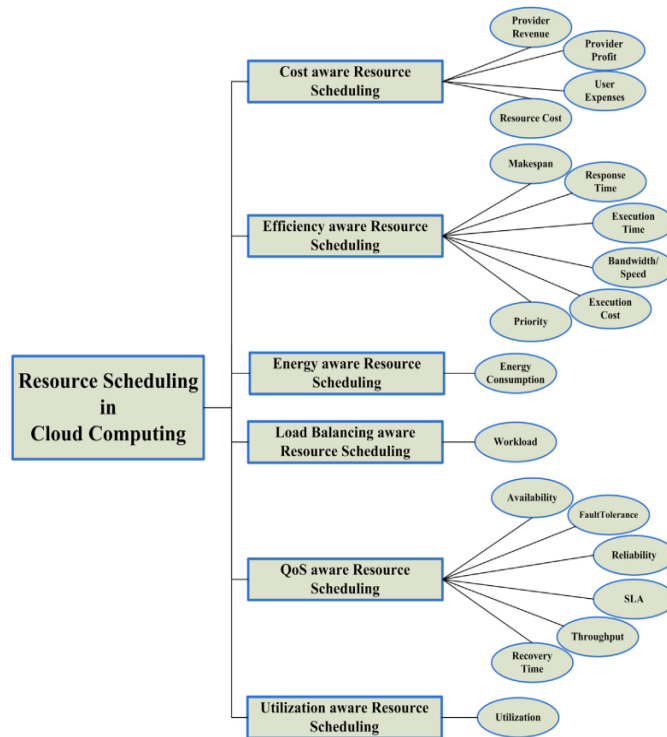 Provider
Revenue
Provider
Profit
Cost aware Resource
Scheduling
User
Expenses
Resource Cost
Makespan
Response
Time
Execution
Time
Efficiency aware Resource
Scheduling
Bandwidth/
Speed
Execution
Cost
Priority
Resource Scheduling
in
Cloud Computing
Energy aware Resource
Scheduling
Energy
Consumption
Load Balancing aware
Resource Scheduling
Workload
Availability
FaultTolerance
Reliability
QoS aware Resource
Scheduling
SLA
Throughput
Recovery
Time
Utilization aware Resource
Scheduling
Utilization